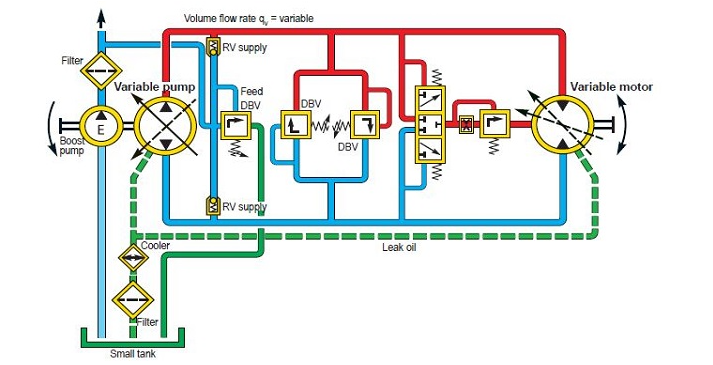 Volume flow rate qv = variable
Filter
RV supply
Variable pump
Feed
DBV
DBV
Variable motor
E
Boost
pump
DBV
RV supply
Cooler
Leak oil
Filter
Small tank